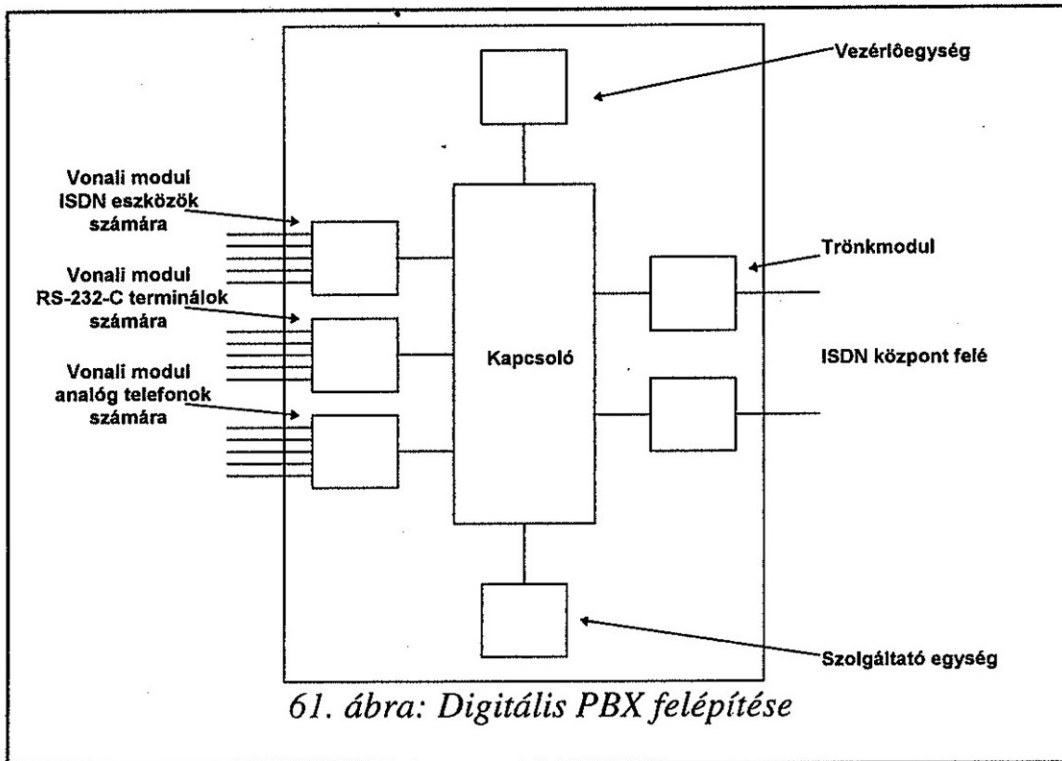 Vezérlôegység
Vonali modul
ISDN eszközök
számára
Trönkmodul
Vonali modul
RS-232-C terminálok
számára
Kapcsoló
ISDN központ felé
Vonali modul
analóg telefonok
számára
Szolgáltató egység
61. ábra: Digitális PBX felépítése